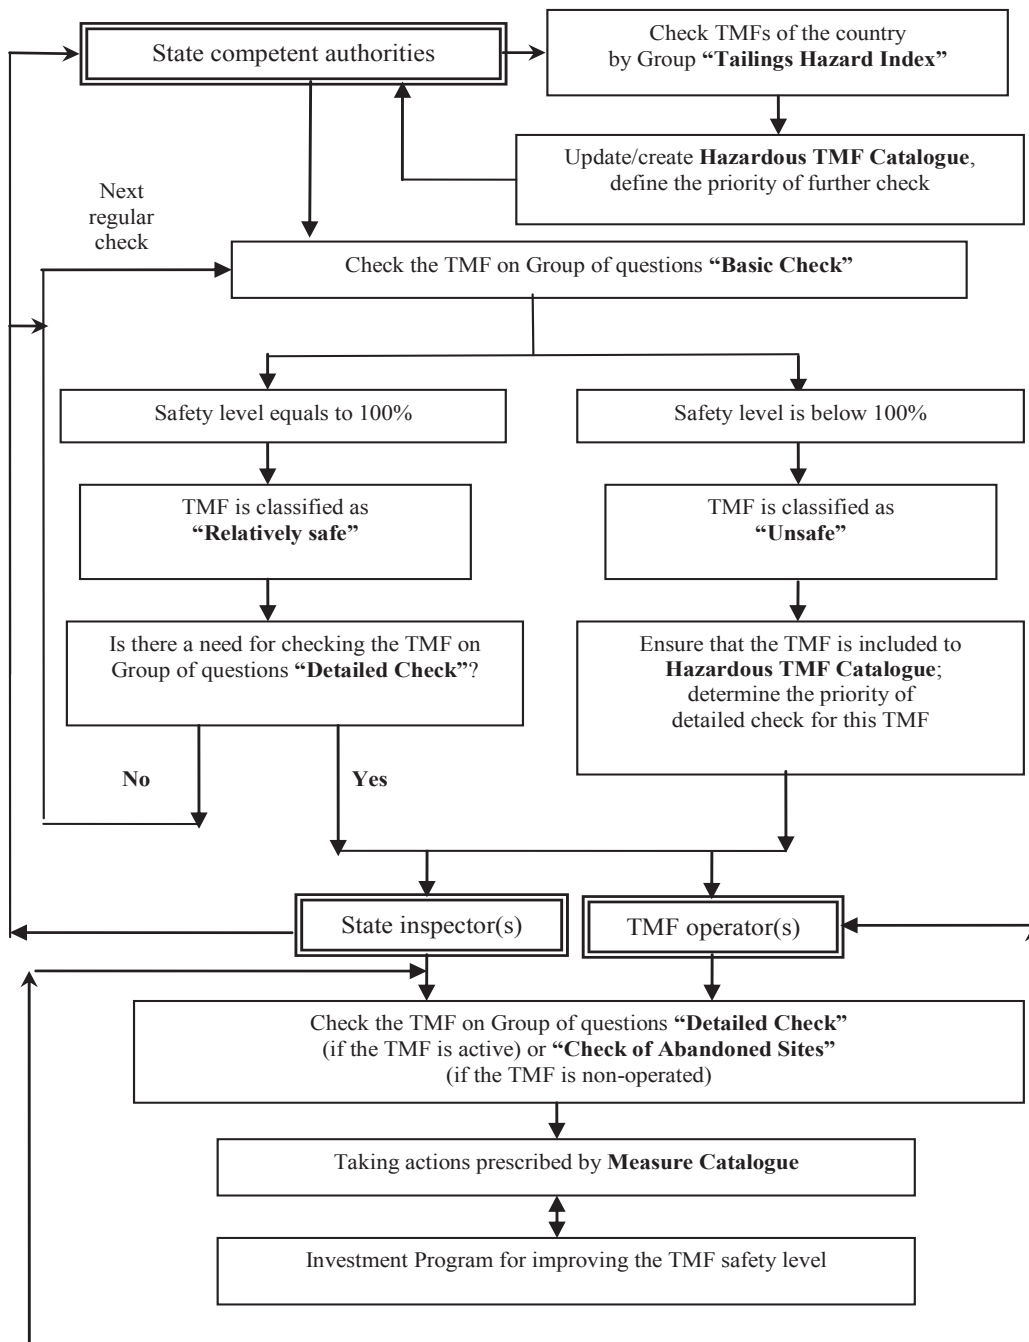 State competent authorities
Check TMFs of the country
by Group “Tailings Hazard Index”
Update/create Hazardous TMF Catalogue,
define the priority of further check
Next
regular
check
Check the TMF on Group of questions “Basic Check”
Safety level equals to 100%
Safety level is below 100%
TMF is classified as
“Relatively safe”
TMF is classified as
“Unsafe”
Is there a need for checking the TMF on
Group of questions “Detailed Check”?
Ensure that the TMF is included to
Hazardous TMF Catalogue;
determine the priority of
detailed check for this TMF
No
Yes
State inspector(s)
TMF operator(s)
Check the TMF on Group of questions “Detailed Check”
(if the TMF is active) or “Check of Abandoned Sites”
(if the TMF is non-operated)
Taking actions prescribed by Measure Catalogue
Investment Program for improving the TMF safety level